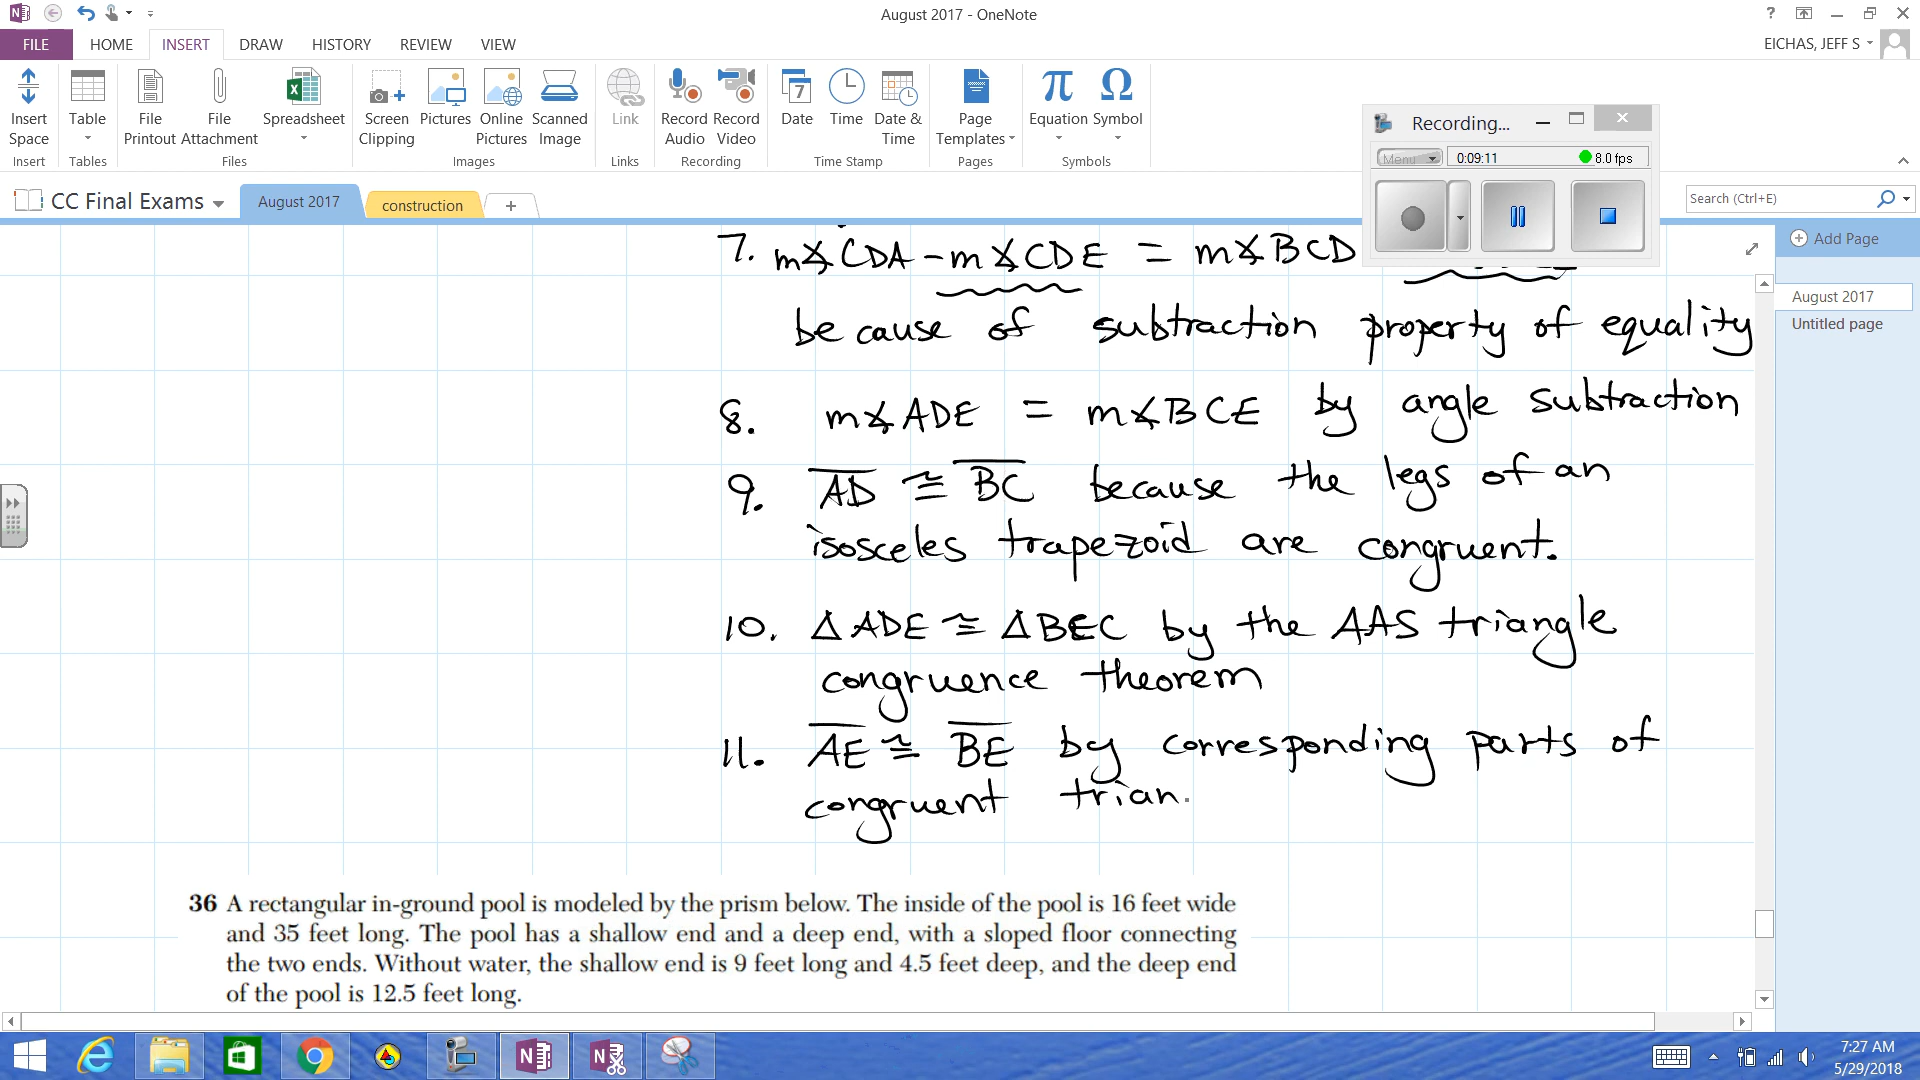 August 2017 - OneNote
?
FILE HOME INSERT DRAW HISTORY REVIEW VIEW
EICHAS, JEFF S
Insert Space
Table
File Printout
File Attachment
Spreadsheet
Screen Clipping
Pictures
Online Pictures
Scanned Image
Link
Record Audio
Record Video
Date
Time
Date & Time
Page Templates
π
Equation
Ω
Symbol
Insert Tables Files Images Links Recording Time Stamp Pages Symbols
Recording...
Menu 0:09:11 8.0 fps
CC Final Exams August 2017 construction +
Search (Ctrl+E)
Add Page
August 2017
Untitled page
7. m∡CDA - m∡CDE = m∡BCD
because of subtraction property of equality
8. m∡ADE = m∡BCE by angle subtraction
9. AD ≅ BC because the legs of an
isosceles trapezoid are congruent.
10. △ADE ≅ △BEC by the AAS triangle
congruence theorem
11. AE ≅ BE by corresponding parts of
congruent trian
36 A rectangular in-ground pool is modeled by the prism below. The inside of the pool is 16 feet wide
and 35 feet long. The pool has a shallow end and a deep end, with a sloped floor connecting
the two ends. Without water, the shallow end is 9 feet long and 4.5 feet deep, and the deep end
of the pool is 12.5 feet long.
7:27 AM
5/29/2018